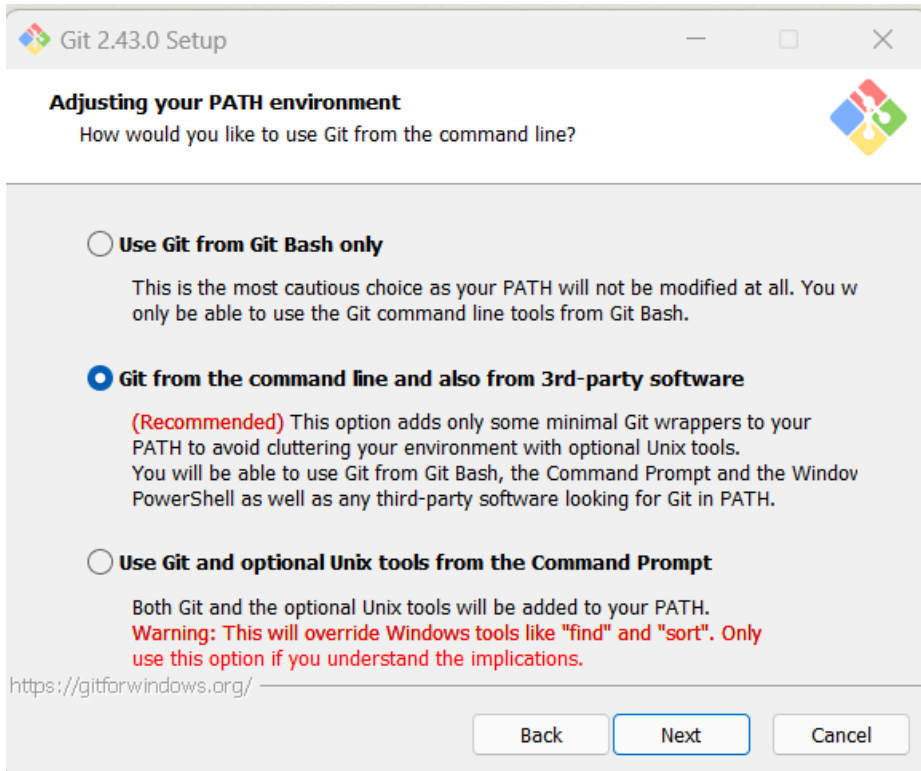 Git 2.43.0 Setup
Adjusting your PATH environment
How would you like to use Git from the command line?
Use Git from Git Bash only
This is the most cautious choice as your PATH will not be modified at all. You w
only be able to use the Git command line tools from Git Bash.
Git from the command line and also from 3rd-party software
(Recommended) This option adds only some minimal Git wrappers to your
PATH to avoid cluttering your environment with optional Unix tools.
You will be able to use Git from Git Bash, the Command Prompt and the Window
PowerShell as well as any third-party software looking for Git in PATH.
Use Git and optional Unix tools from the Command Prompt
Both Git and the optional Unix tools will be added to your PATH.
Warning: This will override Windows tools like "find" and "sort". Only
use this option if you understand the implications.
https://gitforwindows.org/
Back Next Cancel